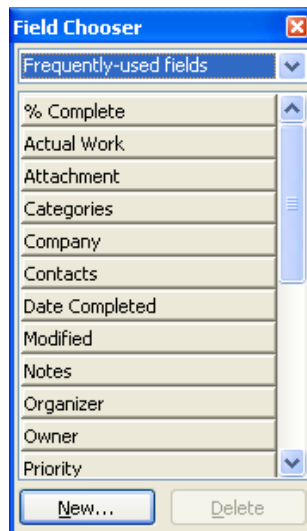 Field Chooser
Frequently-used fields
% Complete
Actual Work
Attachment
Categories
Company
Contacts
Date Completed
Modified
Notes
Organizer
Owner
Priority
New... Delete